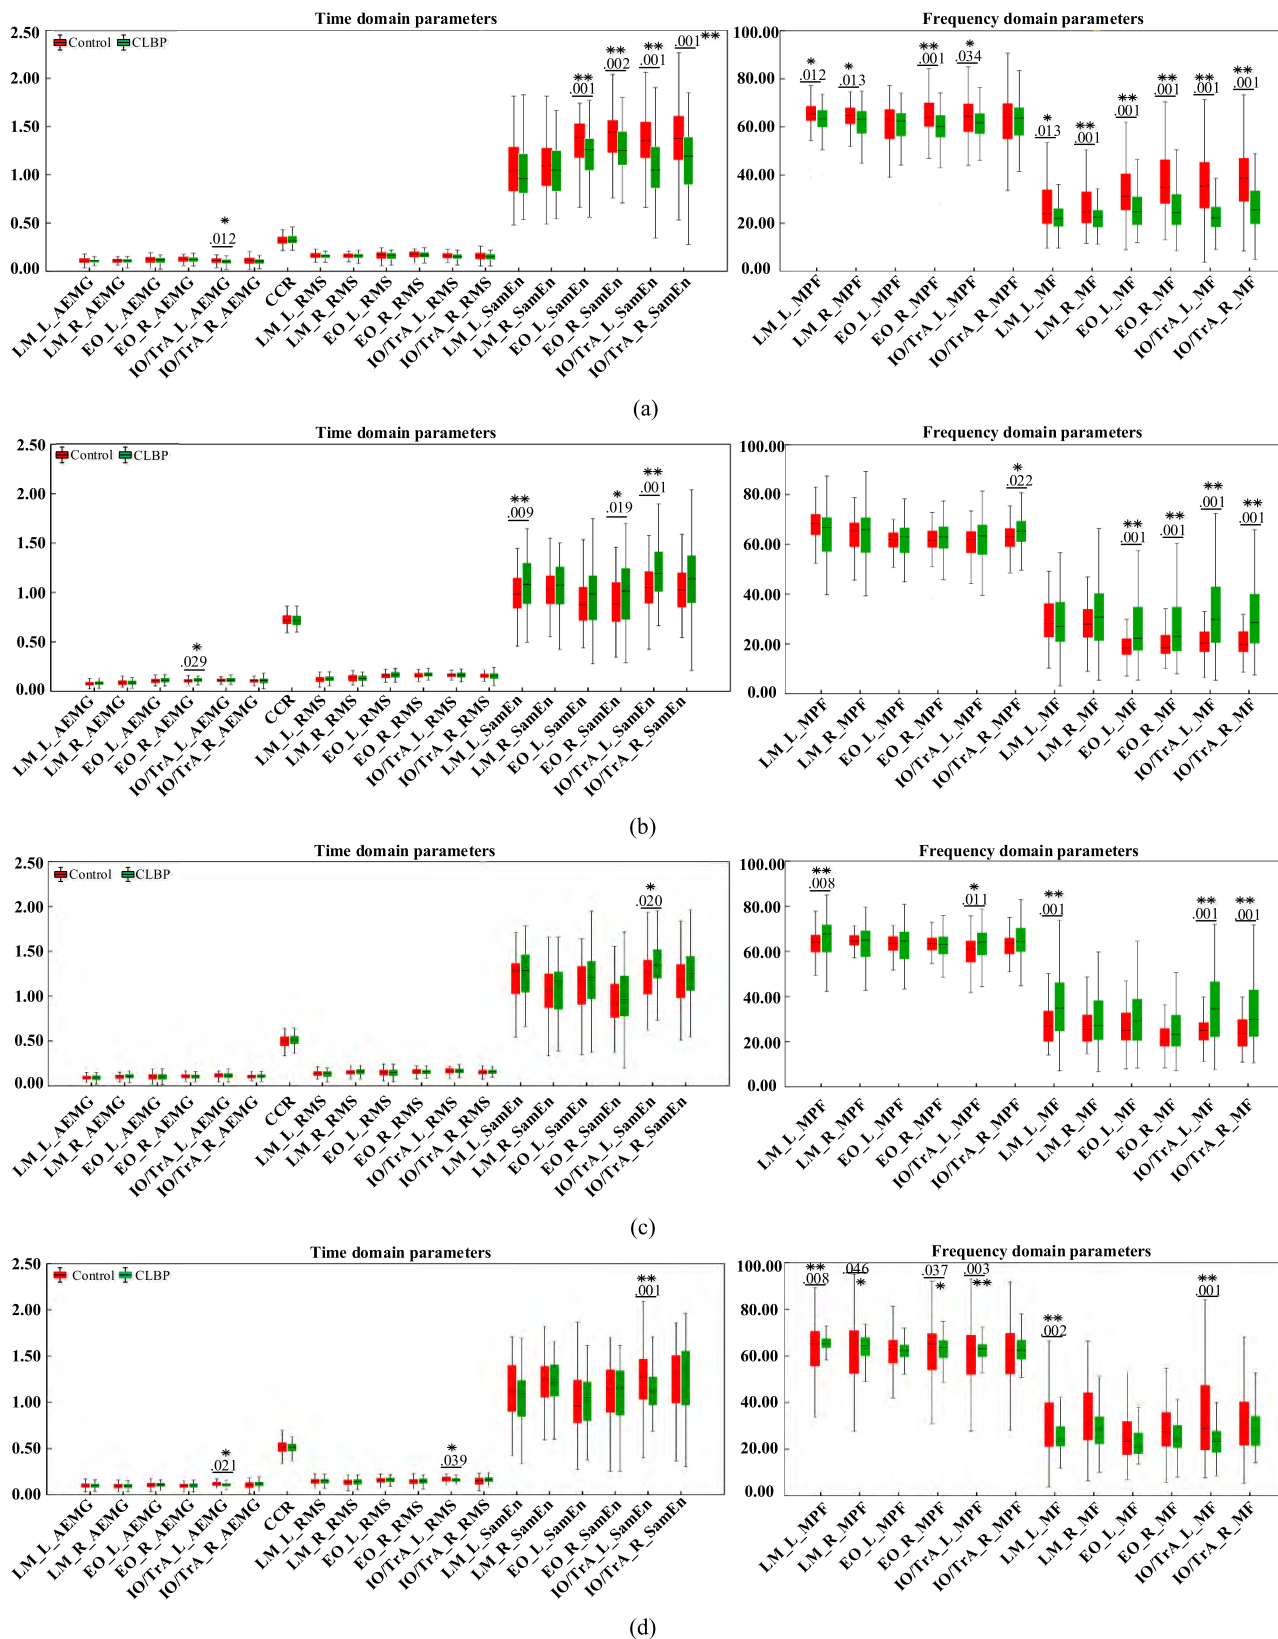 Time domain parameters
Frequency domain parameters
2.50
2.00
1.50
1.00
0.50
0.00
Control CLBP
*
.012
**
.001
**
.002
**
.001
.001 **
LM_L_AEMG
LM_R_AEMG
EO_L_AEMG
EO_R_AEMG
IO/TrA_L_AEMG
IO/TrA_R_AEMG
CCR
LM_L_RMS
LM_R_RMS
EO_L_RMS
EO_R_RMS
IO/TrA_L_RMS
IO/TrA_R_RMS
LM_L_SamEn
LM_R_SamEn
EO_L_SamEn
EO_R_SamEn
IO/TrA_L_SamEn
IO/TrA_R_SamEn
100.00
80.00
60.00
40.00
20.00
0.00
*
.012
*
.013
**
.001
*
.034
*
.013
**
.001
**
.001
**
.001
**
.001
**
.001
LM_L_MPF
LM_R_MPF
EO_L_MPF
EO_R_MPF
IO/TrA_L_MPF
IO/TrA_R_MPF
LM_L_MF
LM_R_MF
EO_L_MF
EO_R_MF
IO/TrA_L_MF
IO/TrA_R_MF
(a)
Time domain parameters
Frequency domain parameters
2.50
2.00
1.50
1.00
0.50
0.00
Control CLBP
*
.029
**
.009
*
.019
**
.001
LM_L_AEMG
LM_R_AEMG
EO_L_AEMG
EO_R_AEMG
IO/TrA_L_AEMG
IO/TrA_R_AEMG
CCR
LM_L_RMS
LM_R_RMS
EO_L_RMS
EO_R_RMS
IO/TrA_L_RMS
IO/TrA_R_RMS
LM_L_SamEn
LM_R_SamEn
EO_L_SamEn
EO_R_SamEn
IO/TrA_L_SamEn
IO/TrA_R_SamEn
100.00
80.00
60.00
40.00
20.00
0.00
*
.022
**
.001
**
.001
**
.001
**
.001
LM_L_MPF
LM_R_MPF
EO_L_MPF
EO_R_MPF
IO/TrA_L_MPF
IO/TrA_R_MPF
LM_L_MF
LM_R_MF
EO_L_MF
EO_R_MF
IO/TrA_L_MF
IO/TrA_R_MF
(b)
Time domain parameters
Frequency domain parameters
2.50
2.00
1.50
1.00
0.50
0.00
Control CLBP
*
.020
LM_L_AEMG
LM_R_AEMG
EO_L_AEMG
EO_R_AEMG
IO/TrA_L_AEMG
IO/TrA_R_AEMG
CCR
LM_L_RMS
LM_R_RMS
EO_L_RMS
EO_R_RMS
IO/TrA_L_RMS
IO/TrA_R_RMS
LM_L_SamEn
LM_R_SamEn
EO_L_SamEn
EO_R_SamEn
IO/TrA_L_SamEn
IO/TrA_R_SamEn
100.00
80.00
60.00
40.00
20.00
0.00
**
.008
*
.011
**
.001
**
.001
**
.001
LM_L_MPF
LM_R_MPF
EO_L_MPF
EO_R_MPF
IO/TrA_L_MPF
IO/TrA_R_MPF
LM_L_MF
LM_R_MF
EO_L_MF
EO_R_MF
IO/TrA_L_MF
IO/TrA_R_MF
(c)
Time domain parameters
Frequency domain parameters
2.50
2.00
1.50
1.00
0.50
0.00
Control CLBP
*
.021
*
.039
**
.001
LM_L_AEMG
LM_R_AEMG
EO_L_AEMG
EO_R_AEMG
IO/TrA_L_AEMG
IO/TrA_R_AEMG
CCR
LM_L_RMS
LM_R_RMS
EO_L_RMS
EO_R_RMS
IO/TrA_L_RMS
IO/TrA_R_RMS
LM_L_SamEn
LM_R_SamEn
EO_L_SamEn
EO_R_SamEn
IO/TrA_L_SamEn
IO/TrA_R_SamEn
100.00
80.00
60.00
40.00
20.00
0.00
**
.008
.046
*
.037
*
.003
**
**
.002
**
.001
LM_L_MPF
LM_R_MPF
EO_L_MPF
EO_R_MPF
IO/TrA_L_MPF
IO/TrA_R_MPF
LM_L_MF
LM_R_MF
EO_L_MF
EO_R_MF
IO/TrA_L_MF
IO/TrA_R_MF
(d)